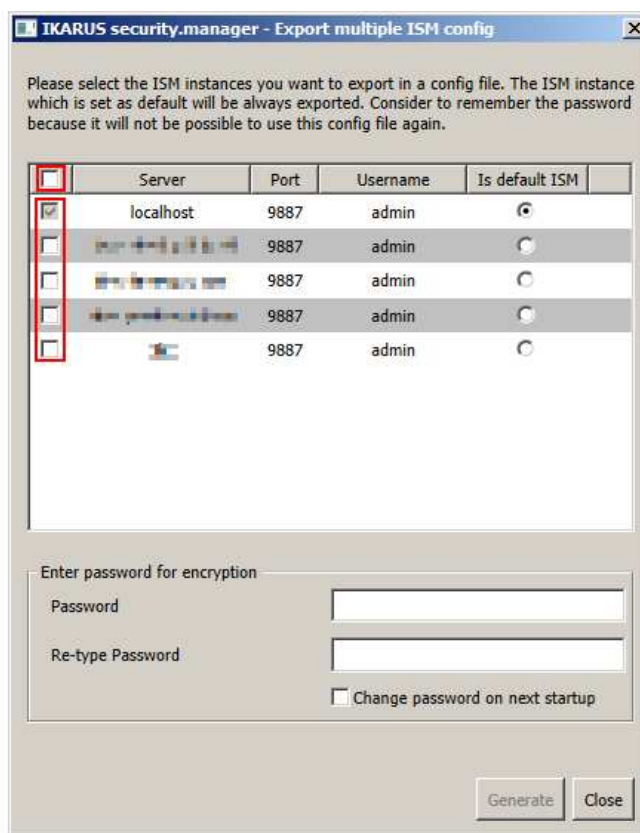 IKARUS security.manager - Export multiple ISM config
Please select the ISM instances you want to export in a config file. The ISM instance
which is set as default will be always exported. Consider to remember the password
because it will not be possible to use this config file again.
Server Port Username Is default ISM
localhost 9887 admin
9887 admin
9887 admin
9887 admin
9887 admin
Enter password for encryption
Password
Re-type Password
Change password on next startup
Generate Close